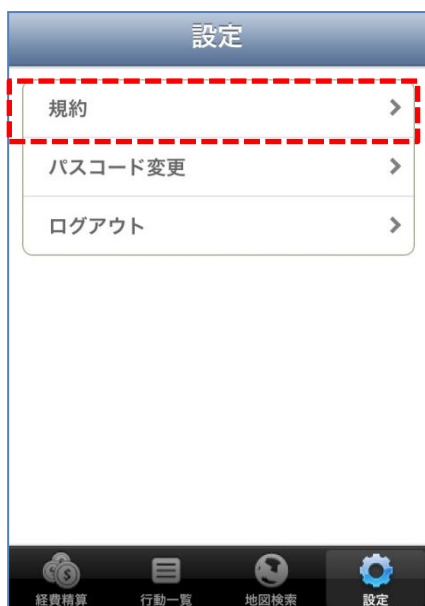 設定
規約
パスコード変更
ログアウト
経費精算 行動一覧 地図検索 設定